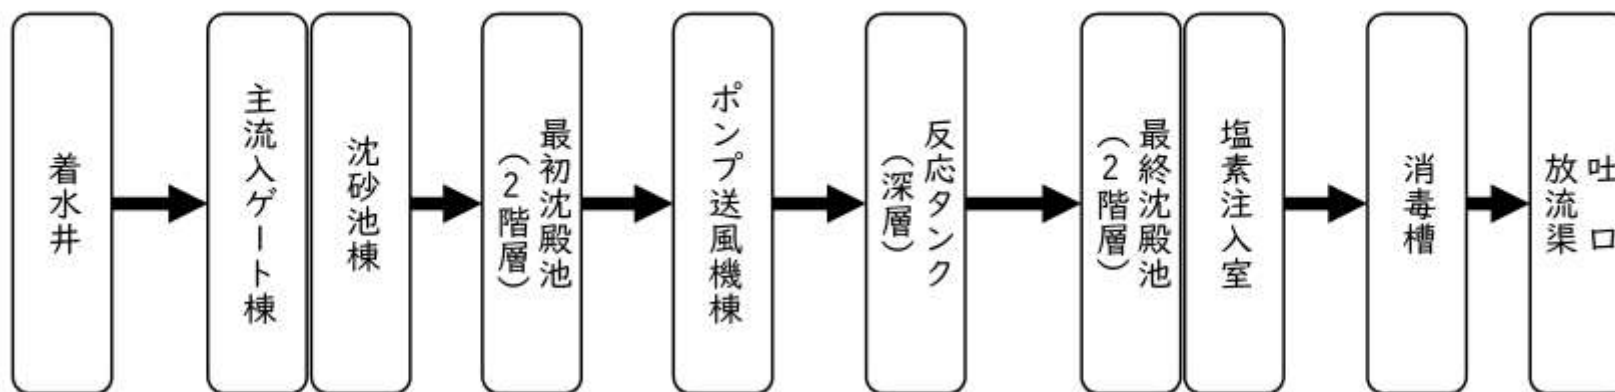 着水井
主流入ゲート棟
沈砂池棟
最初沈殿池
（2階層）
ポンプ送風機棟
反応タンク
（深層）
最終沈殿池
（2階層）
塩素注入室
消毒槽
吐口
放流渠